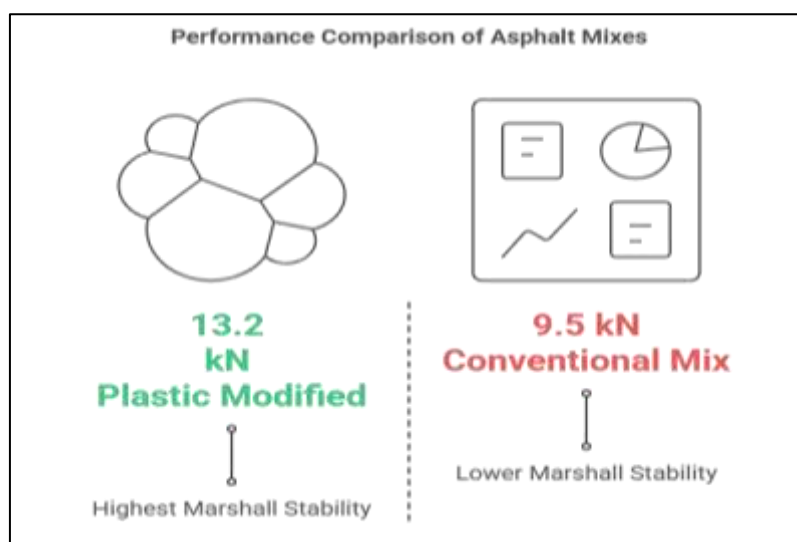 Performance Comparison of Asphalt Mixes
13.2
kN
Plastic Modified
Highest Marshall Stability
9.5 kN
Conventional Mix
Lower Marshall Stability